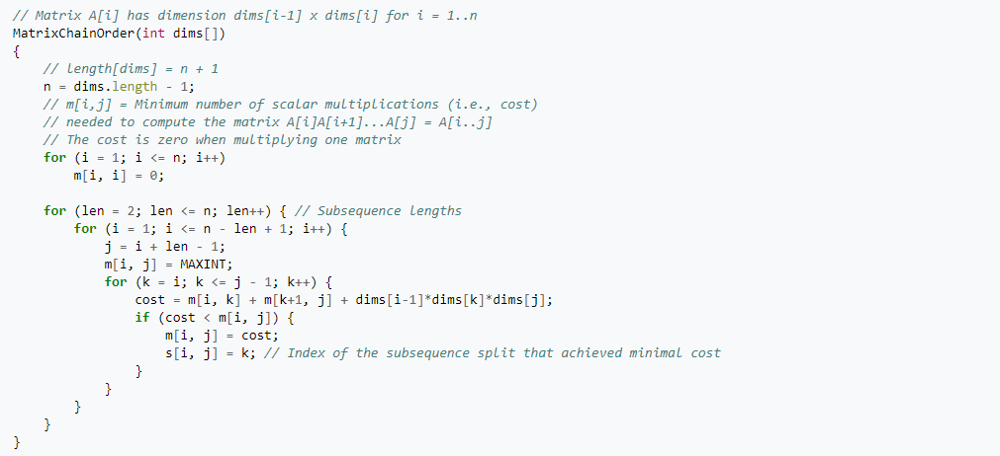 // Matrix A[i] has dimension dims[i-1] x dims[i] for i = 1..n
MatrixChainOrder(int dims[])
{
    // length[dims] = n + 1
    n = dims.length - 1;
    // m[i,j] = Minimum number of scalar multiplications (i.e., cost)
    // needed to compute the matrix A[i]A[i+1]...A[j] = A[i..j]
    // The cost is zero when multiplying one matrix
    for (i = 1; i <= n; i++)
        m[i, i] = 0;

    for (len = 2; len <= n; len++) { // Subsequence lengths
        for (i = 1; i <= n - len + 1; i++) {
            j = i + len - 1;
            m[i, j] = MAXINT;
            for (k = i; k <= j - 1; k++) {
                cost = m[i, k] + m[k+1, j] + dims[i-1]*dims[k]*dims[j];
                if (cost < m[i, j]) {
                    m[i, j] = cost;
                    s[i, j] = k; // Index of the subsequence split that achieved minimal cost
                }
            }
        }
    }
}